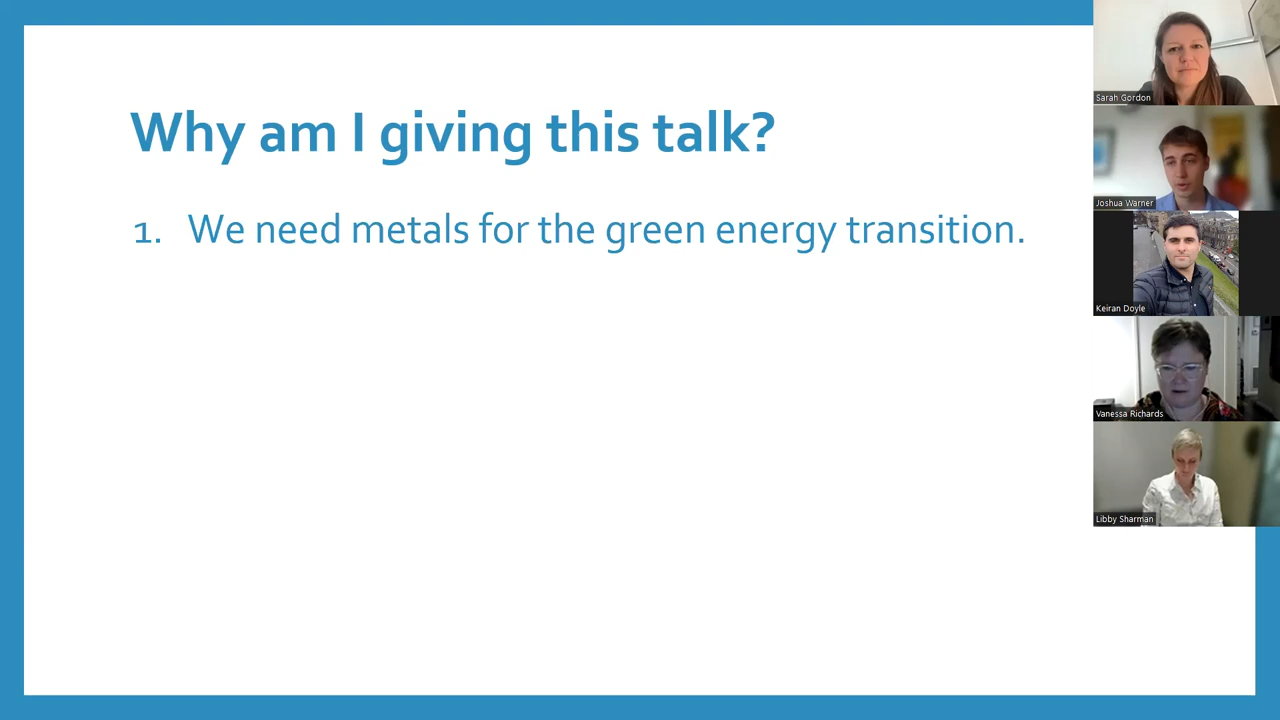 Why am I giving this talk?
1. We need metals for the green energy transition.
Sarah Gordon
Joshua Warner
Keiran Doyle
Vanessa Richards
Libby Sharman